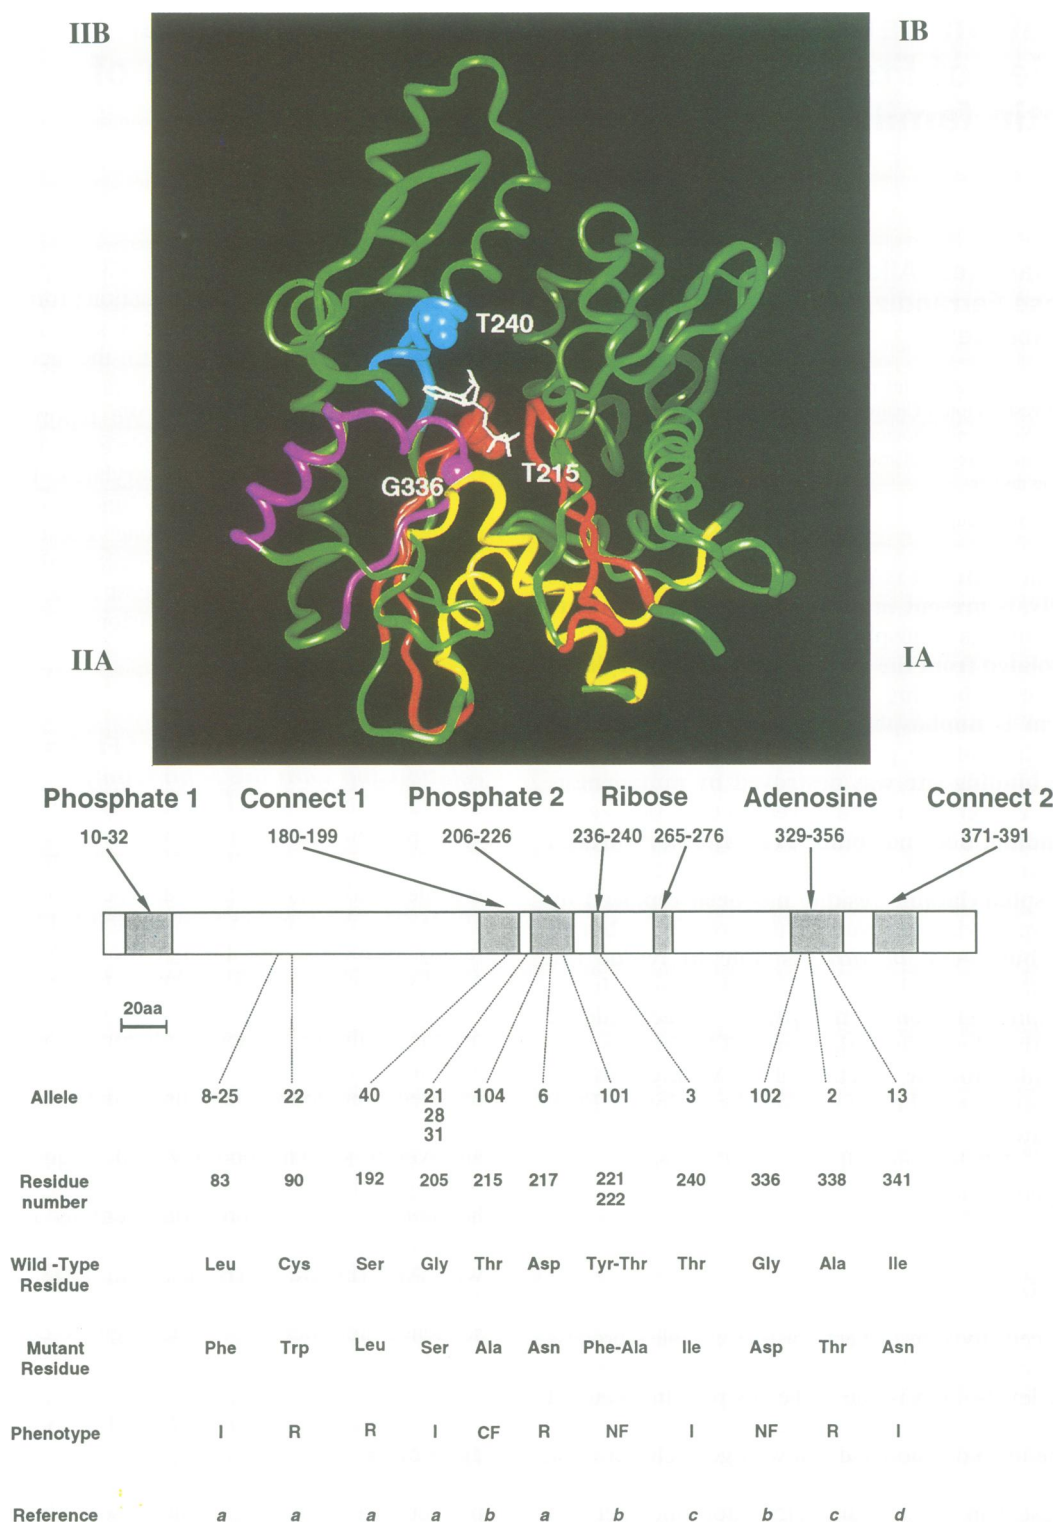 IIB
IB
T240
T215
G336
IIA
IA
Phosphate 1 Connect 1 Phosphate 2 Ribose Adenosine Connect 2
10-32 180-199 206-226 236-240 265-276 329-356 371-391
20aa
Allele 8-25 22 40 21 104 6 101 3 102 2 13
28
31
Residue 83 90 192 205 215 217 221 240 336 338 341
number 222
Wild -Type Leu Cys Ser Gly Thr Asp Tyr-Thr Thr Gly Ala Ile
Residue
Mutant Phe Trp Leu Ser Ala Asn Phe-Ala Ile Asp Thr Asn
Residue
Phenotype I R R I CF R NF I NF R I
Reference a a a a b a b c b c d